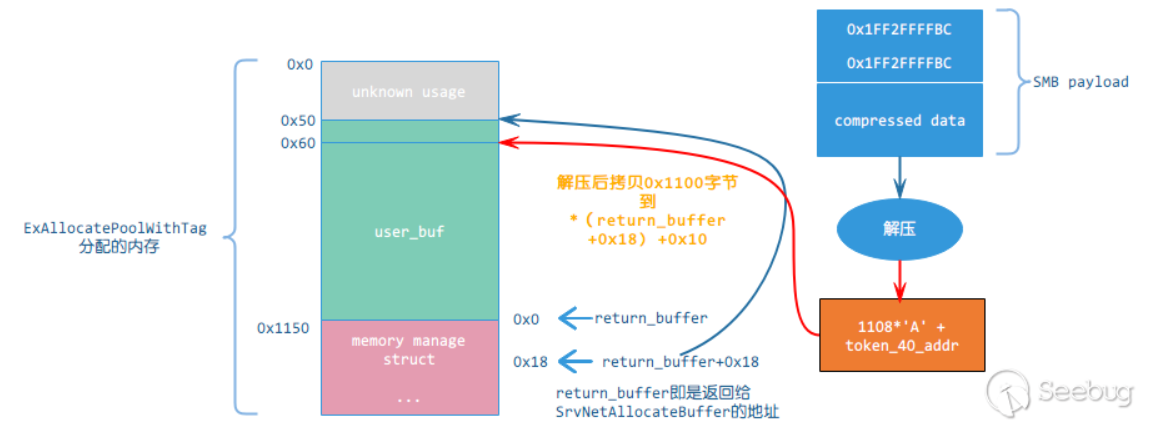 0x1FF2FFFFBC
0x1FF2FFFFBC
compressed data
SMB payload
0x0
unknown usage
0x50
0x60
解压后拷贝0x1100字节
到
*（return_buffer
+0x18）+0x10
解压
ExAllocatePoolWithTag
分配的内存
user_buf
1108*'A' +
token_40_addr
0x1150
0x0
return_buffer
memory manage
struct
...
0x18
return_buffer+0x18
return_buffer即是返回给
SrvNetAllocateBuffer的地址
Seebug